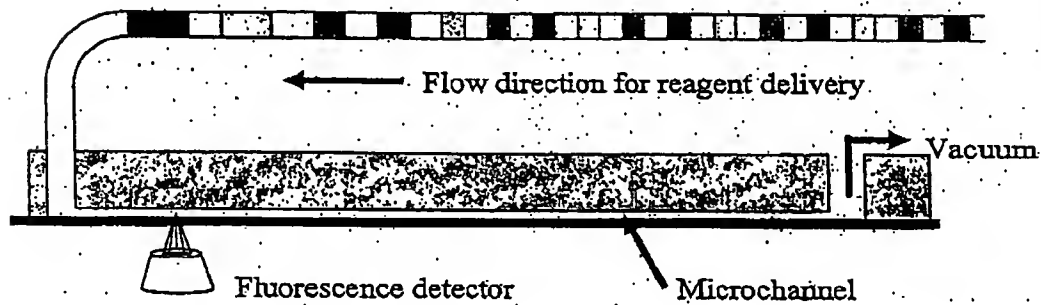 Flow direction for reagent delivery
Vacuum
Fluorescence detector
Microchannel